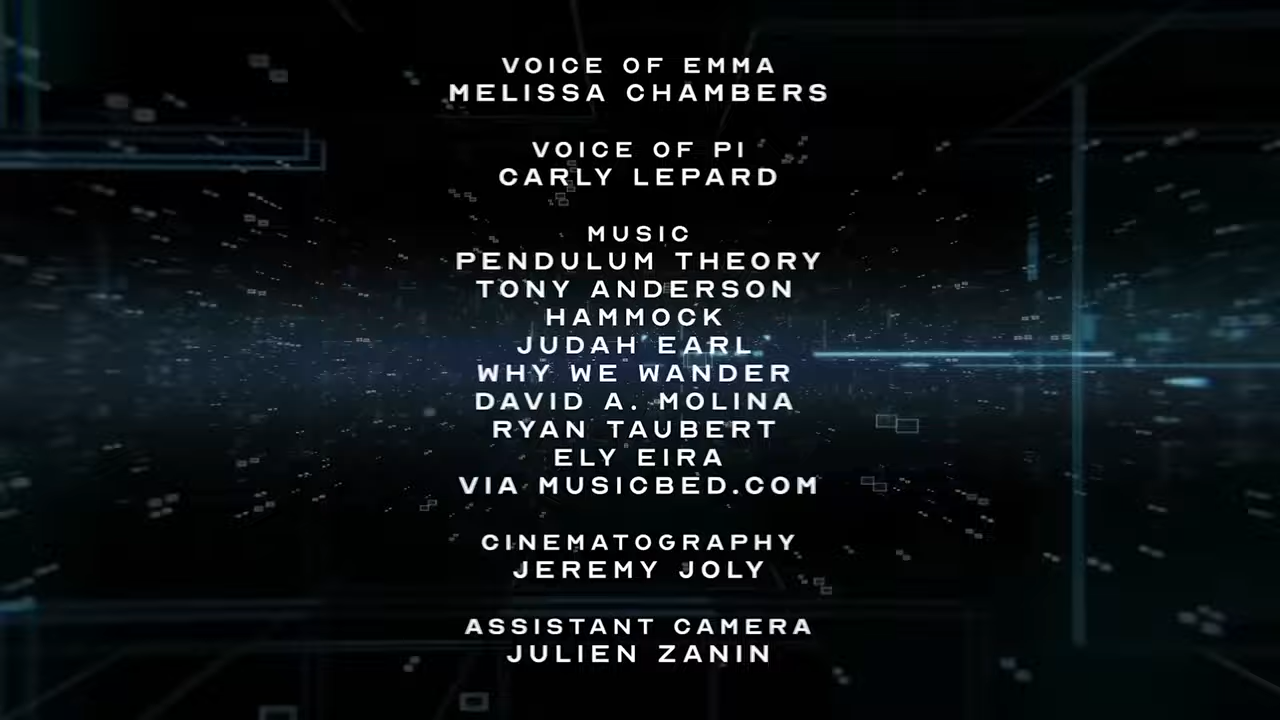 VOICE OF EMMA
MELISSA CHAMBERS
VOICE OF PI
CARLY LEPARD
MUSIC
PENDULUM THEORY
TONY ANDERSON
HAMMOCK
JUDAH EARL
WHY WE WANDER
DAVID A. MOLINA
RYAN TAUBERT
ELY EIRA
VIA MUSICBED.COM
CINEMATOGRAPHY
JEREMY JOLY
ASSISTANT CAMERA
JULIEN ZANIN